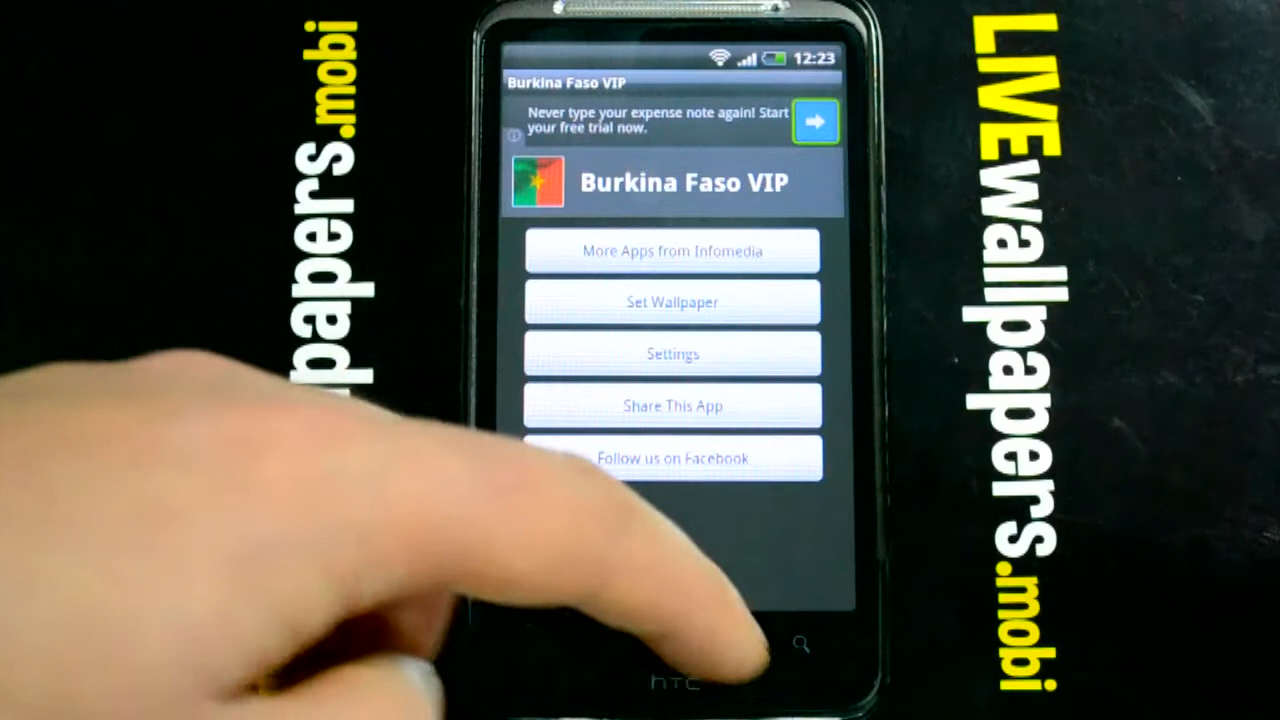 papers.mobi
12:23
Burkina Faso VIP
Never type your expense note again! Start
your free trial now.
Burkina Faso VIP
More Apps from Infomedia
Set Wallpaper
Settings
Share This App
Follow us on Facebook
hTC
LIVEwallpapers.mobi